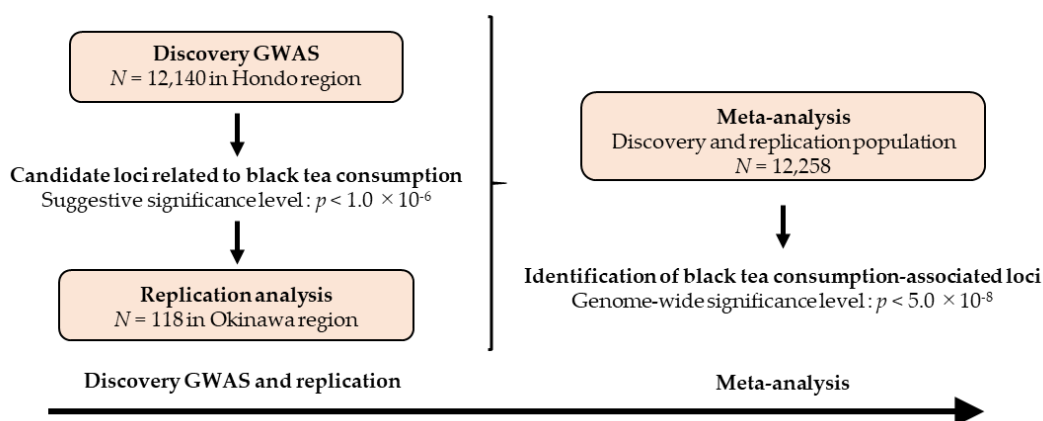 Discovery GWAS
N = 12,140 in Hondo region
Candidate loci related to black tea consumption
Suggestive significance level : p < 1.0 × 10-6
Replication analysis
N = 118 in Okinawa region
Discovery GWAS and replication
Meta-analysis
Discovery and replication population
N = 12,258
Identification of black tea consumption-associated loci
Genome-wide significance level : p < 5.0 × 10-8
Meta-analysis